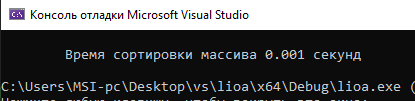 Консоль отладки Microsoft Visual Studio
Время сортировки массива 0.001 секунд
C:\Users\MSI-pc\Desktop\vs\lioa\x64\Debug\lioa.exe (